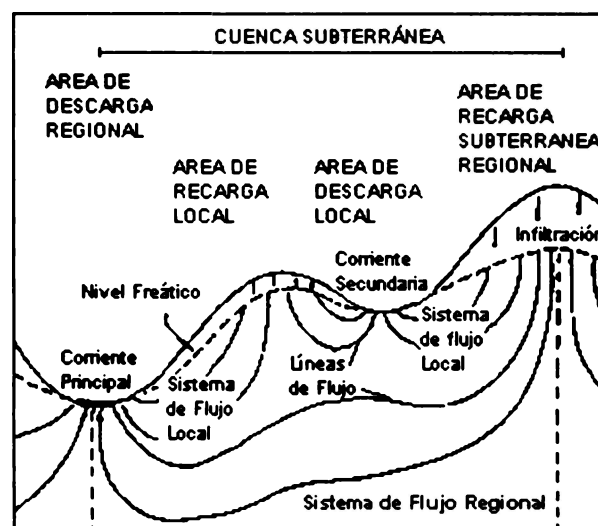 CUENCA SUBTERRÁNEA
AREA DE
DESCARGA
REGIONAL
AREA DE
RECARGA
SUBTERRANEA
REGIONAL
AREA DE
RECARGA
LOCAL
AREA DE
DESCARGA
LOCAL
Infiltración
Corriente
Secundaria
Nivel Freático
Sistema
de flujo
Local
Corriente
Principal
Sistema
de Flujo
Local
Líneas
de Flujo
Sistema de Flujo Regional